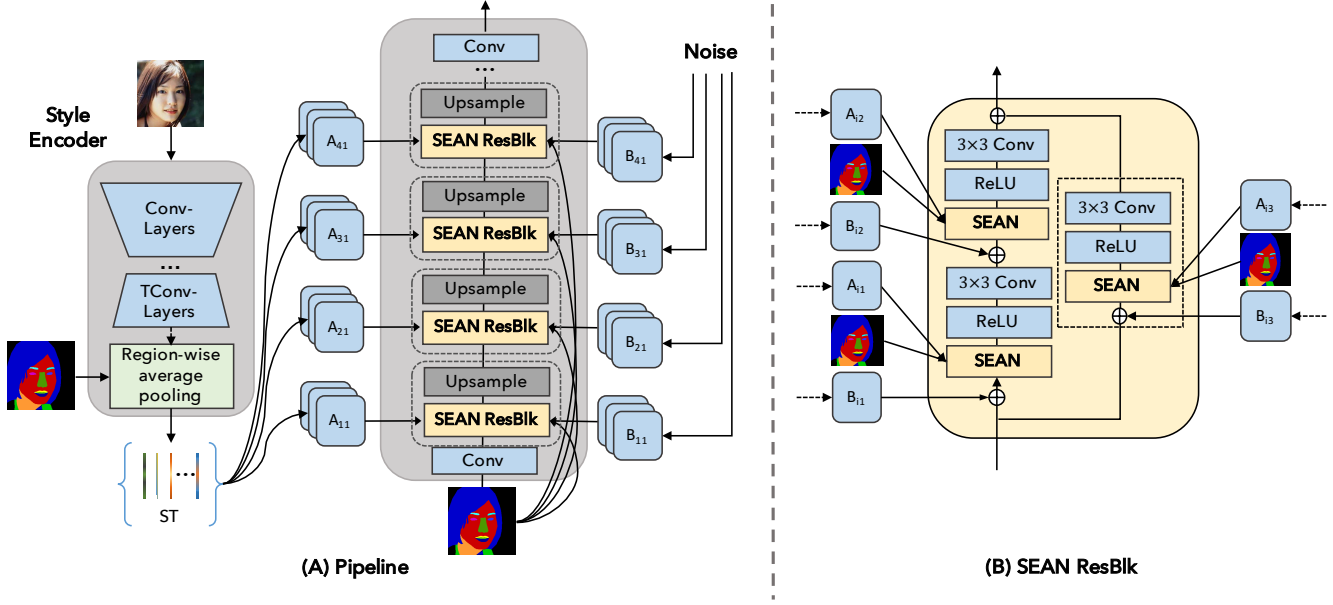 Style
Encoder
Conv-
Layers
...
TConv-
Layers
Region-wise
average
pooling
...
ST
A41
A31
A21
A11
Conv
...
Upsample
SEAN ResBlk
Upsample
SEAN ResBlk
Upsample
SEAN ResBlk
Upsample
SEAN ResBlk
Conv
Noise
B41
B31
B21
B11
(A) Pipeline
Ai2
Bi2
Ai1
Bi1
3×3 Conv
ReLU
SEAN
3×3 Conv
ReLU
SEAN
3×3 Conv
ReLU
SEAN
Ai3
Bi3
(B) SEAN ResBlk